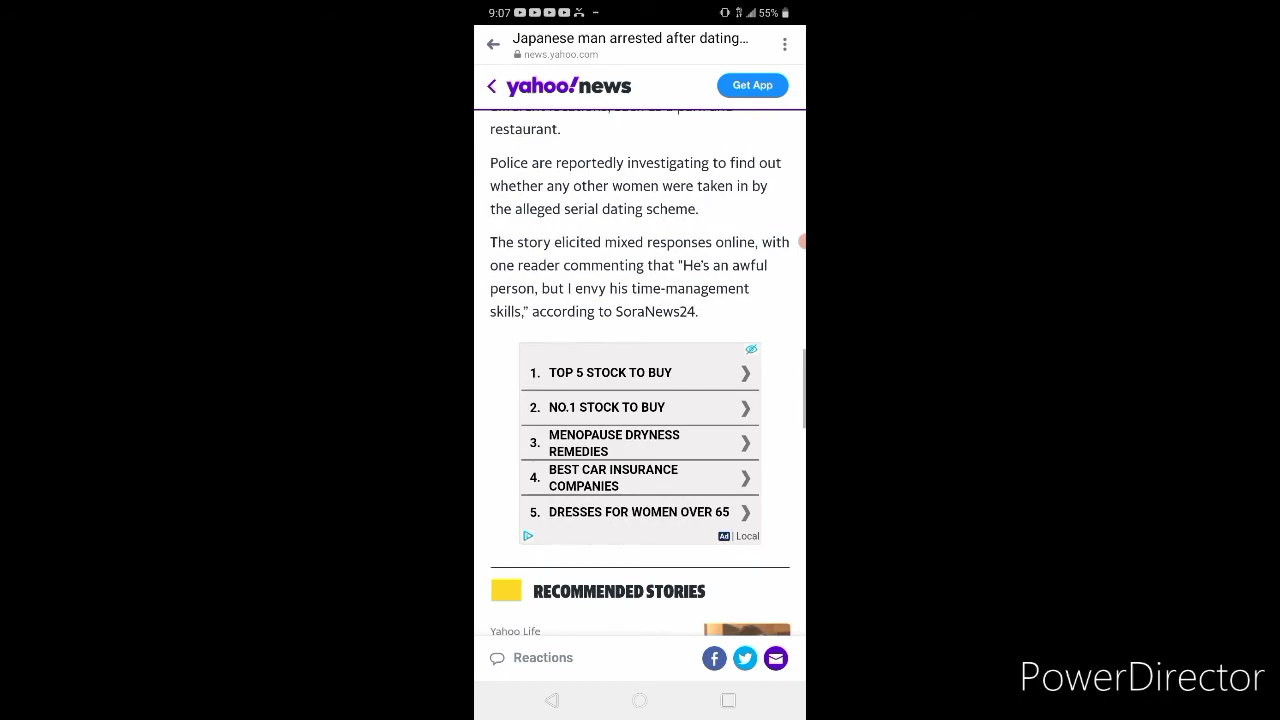 9:07
55%
Japanese man arrested after dating...
news.yahoo.com
yahoo!news
Get App
restaurant.
Police are reportedly investigating to find out
whether any other women were taken in by
the alleged serial dating scheme.
The story elicited mixed responses online, with
one reader commenting that "He's an awful
person, but I envy his time-management
skills,” according to SoraNews24.
1. TOP 5 STOCK TO BUY
2. NO.1 STOCK TO BUY
3. MENOPAUSE DRYNESS
REMEDIES
4. BEST CAR INSURANCE
COMPANIES
5. DRESSES FOR WOMEN OVER 65
Ad | Local
RECOMMENDED STORIES
Yahoo Life
Reactions
PowerDirector